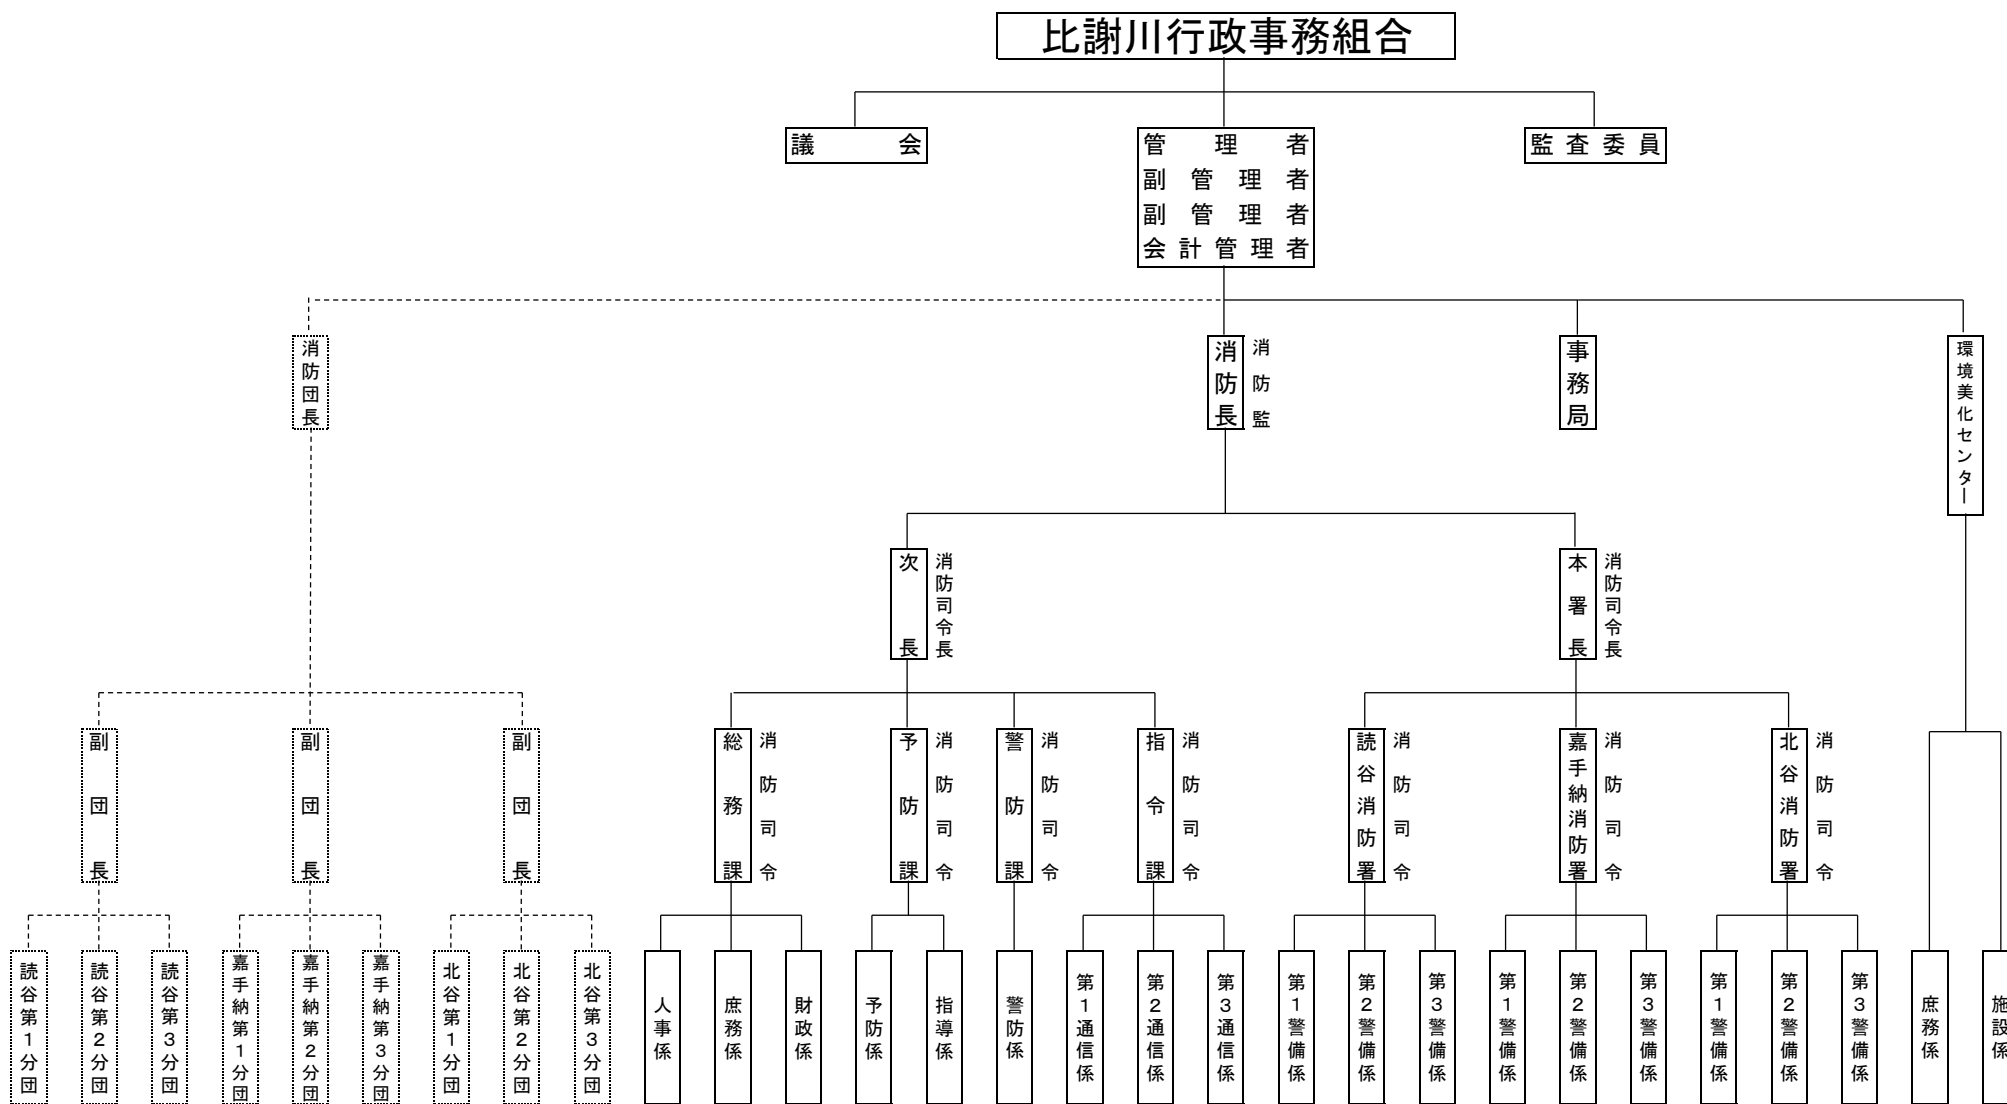 比謝川行政事務組合
議会
管理者
副管理者
副管理者
会計管理者
監査委員
消防団長
消防長
消防監
事務局
環境美化センター
次長
消防司令長
本署長
消防司令長
副団長
副団長
副団長
総務課
消防司令
予防課
消防司令
警防課
消防司令
指令課
消防司令
読谷消防署
消防司令
嘉手納消防署
消防司令
北谷消防署
消防司令
読谷第1分団
読谷第2分団
読谷第3分団
嘉手納第1分団
嘉手納第2分団
嘉手納第3分団
北谷第1分団
北谷第2分団
北谷第3分団
人事係
庶務係
財政係
予防係
指導係
警防係
第1通信係
第2通信係
第3通信係
第1警備係
第2警備係
第3警備係
第1警備係
第2警備係
第3警備係
第1警備係
第2警備係
第3警備係
庶務係
施設係